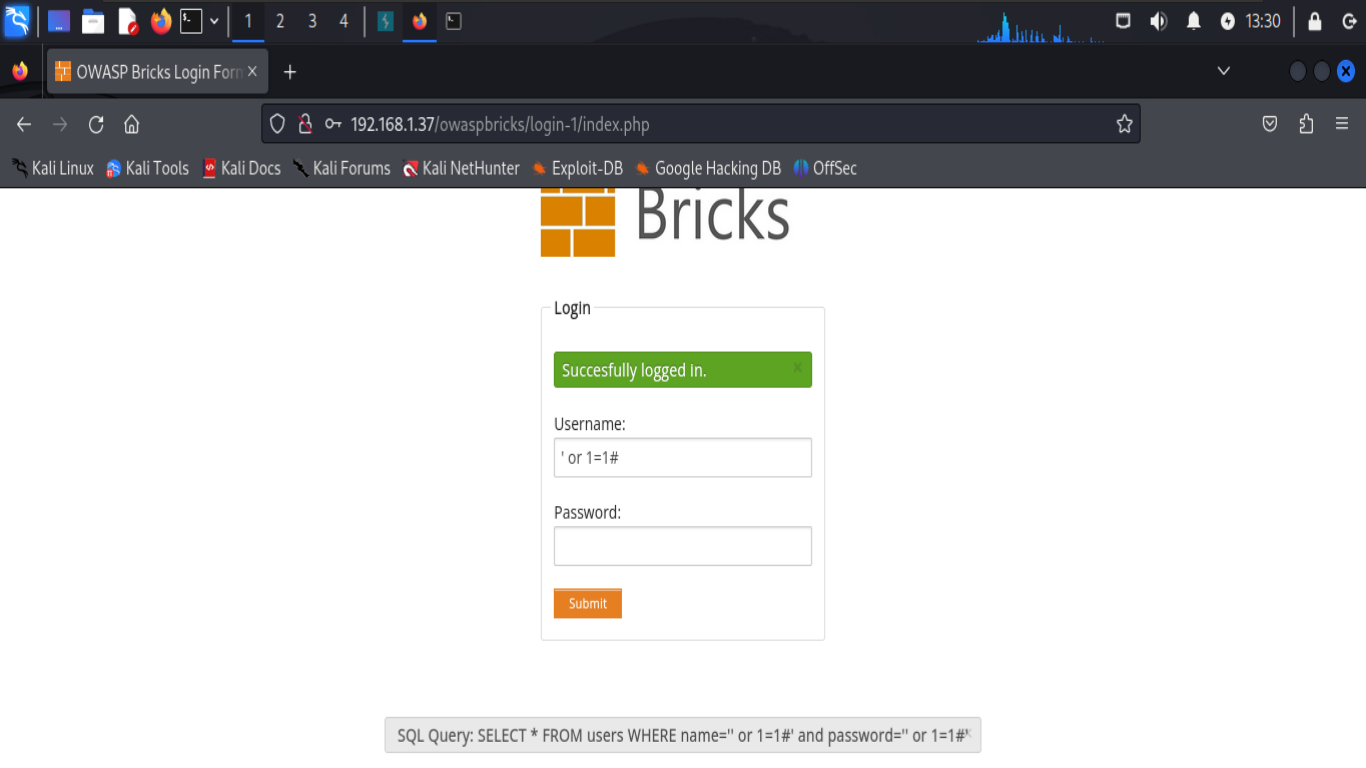 1 2 3 4 13:30
OWASP Bricks Login Form
192.168.1.37/owaspbricks/login-1/index.php
Kali Linux Kali Tools Kali Docs Kali Forums Kali NetHunter Exploit-DB Google Hacking DB OffSec
Bricks
Login
Succesfully logged in. x
Username:
' or 1=1#
Password:
Submit
SQL Query: SELECT * FROM users WHERE name='' or 1=1#' and password='' or 1=1#' x